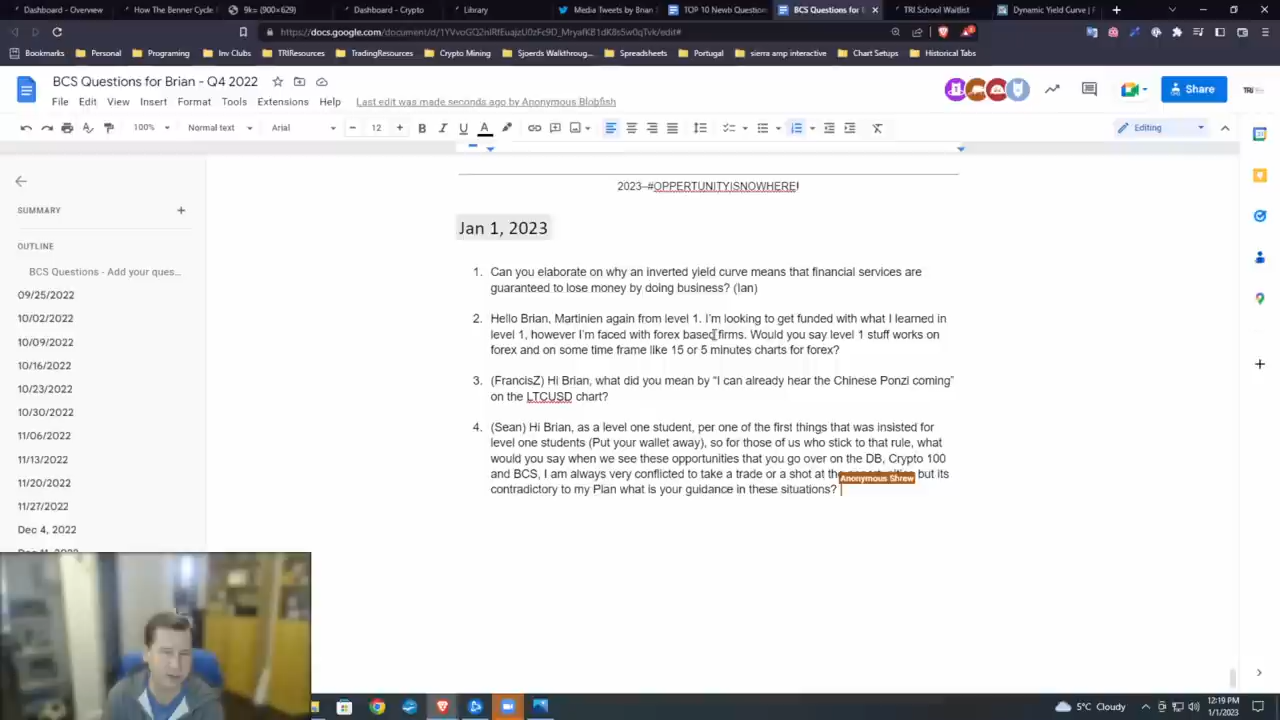 Dashboard - Overview
How The Benner Cycle
9k= (900×629)
Dashboard - Crypto
Library
Media Tweets by Brian
TOP 10 Newb Question
BCS Questions for B
TRI School Waitlist
Dynamic Yield Curve | F
https://docs.google.com/document/d/
Bookmarks
Personal
Programing
Inv Clubs
TRIResources
TradingResources
Crypto Mining
Sjoerds Walkthroug...
Spreadsheets
Portugal
sierra amp interactive
Chart Setups
Historical Tabs
BCS Questions for Brian - Q4 2022
File Edit View Insert Format Tools Extensions Help
Last edit was made seconds ago by Anonymous Blobfish
Share
100%
Normal text
Arial
12
Editing
SUMMARY
OUTLINE
BCS Questions - Add your ques...
09/25/2022
10/02/2022
10/09/2022
10/16/2022
10/23/2022
10/30/2022
11/06/2022
11/13/2022
11/20/2022
11/27/2022
Dec 4, 2022
2023–#OPPERTUNITYISNOWHERE!
Jan 1, 2023
1. Can you elaborate on why an inverted yield curve means that financial services are
guaranteed to lose money by doing business? (Ian)
2. Hello Brian, Martinien again from level 1. I'm looking to get funded with what I learned in
level 1, however I'm faced with forex based firms. Would you say level 1 stuff works on
forex and on some time frame like 15 or 5 minutes charts for forex?
3. (FrancisZ) Hi Brian, what did you mean by “I can already hear the Chinese Ponzi coming”
on the LTCUSD chart?
4. (Sean) Hi Brian, as a level one student, per one of the first things that was insisted for
level one students (Put your wallet away), so for those of us who stick to that rule, what
would you say when we see these opportunities that you go over on the DB, Crypto 100
and BCS, I am always very conflicted to take a trade or a shot at the but its
Anonymous Shrew
contradictory to my Plan what is your guidance in these situations?
5°C Cloudy
12:19 PM
1/1/2023